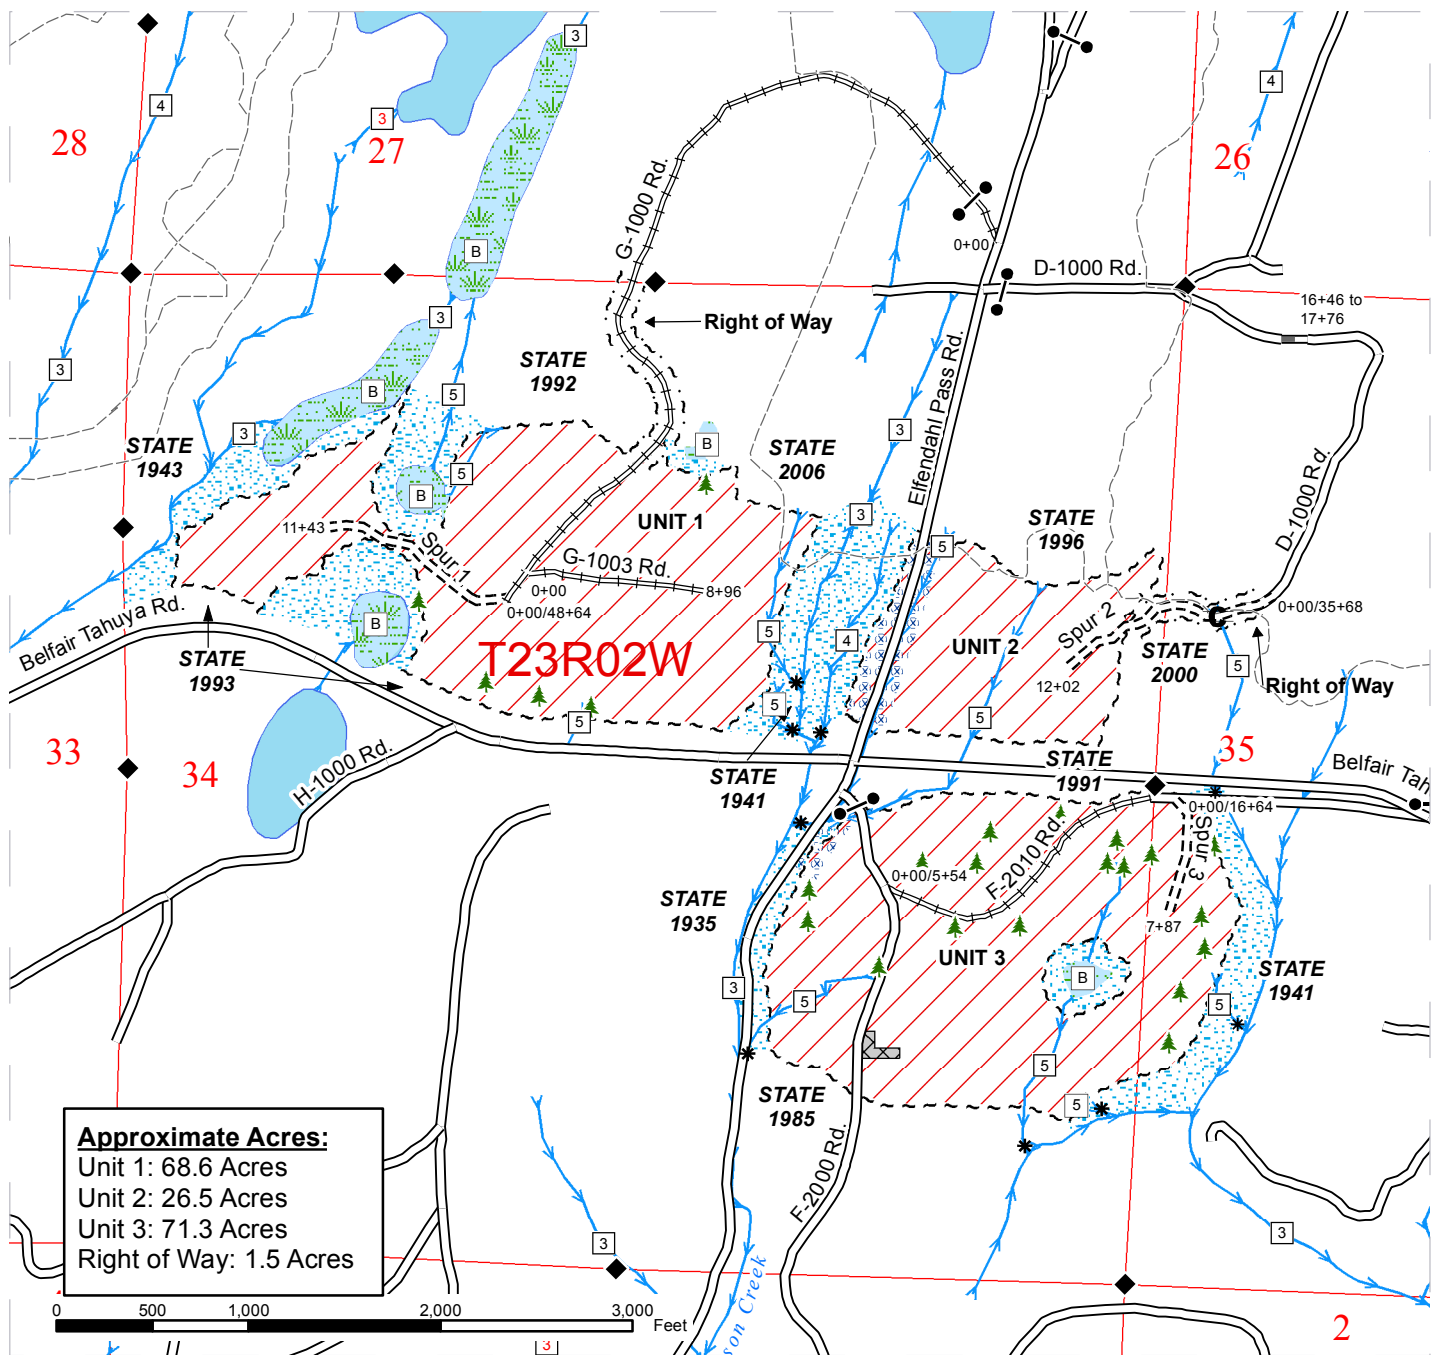 3
4
3
27
28
4
26
G-1000 Rd.
0+00
B
D-1000 Rd.
16+46 to
17+76
3
Right of Way
STATE
1992
Elfendahl Pass Rd.
3
B
5
3
3
STATE
1943
B
STATE
2006
5
B
UNIT 1
3
STATE
1996
D-1000 Rd.
11+43
Spur 1
5
G-1003 Rd.
0+00
8+96
0+00/48+64
0+00/35+68
Belfair Tahuya Rd.
B
5
4
Spur 2
UNIT 2
STATE
2000
T23R02W
STATE
1993
5
12+02
Right of Way
5
5
5
33
34
H-1000 Rd.
35
STATE
1941
STATE
1991
Belfair Tah
0+00/16+64
Spur 3
F-2010 Rd.
0+00/5+54
STATE
1935
7+87
UNIT 3
B
STATE
1941
3
5
5
5
5
STATE
1985
F-2000 Rd.
Approximate Acres:
Unit 1: 68.6 Acres
Unit 2: 26.5 Acres
Unit 3: 71.3 Acres
Right of Way: 1.5 Acres
3
3
son Creek
0 500 1,000 2,000 3,000
Feet
3
2